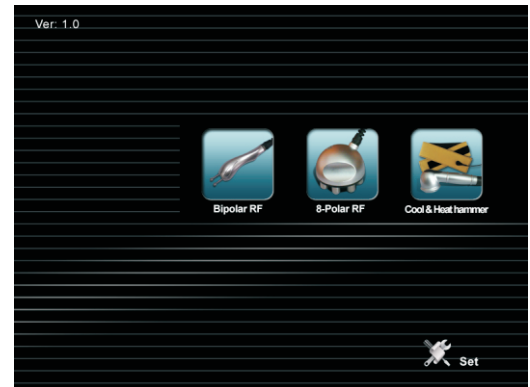 Ver: 1.0
Bipolar RF
8-Polar RF
Cool & Heat hammer
Set